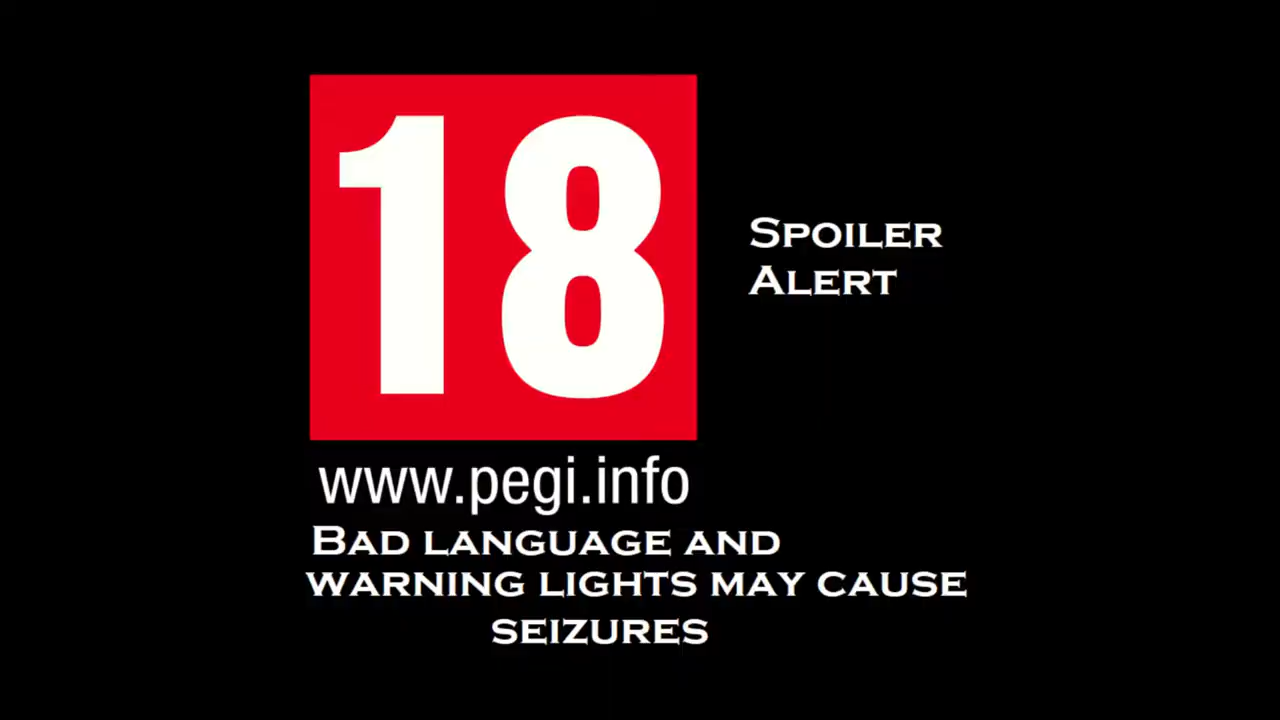 18
Spoiler
Alert
www.pegi.info
Bad language and
warning lights may cause
seizures